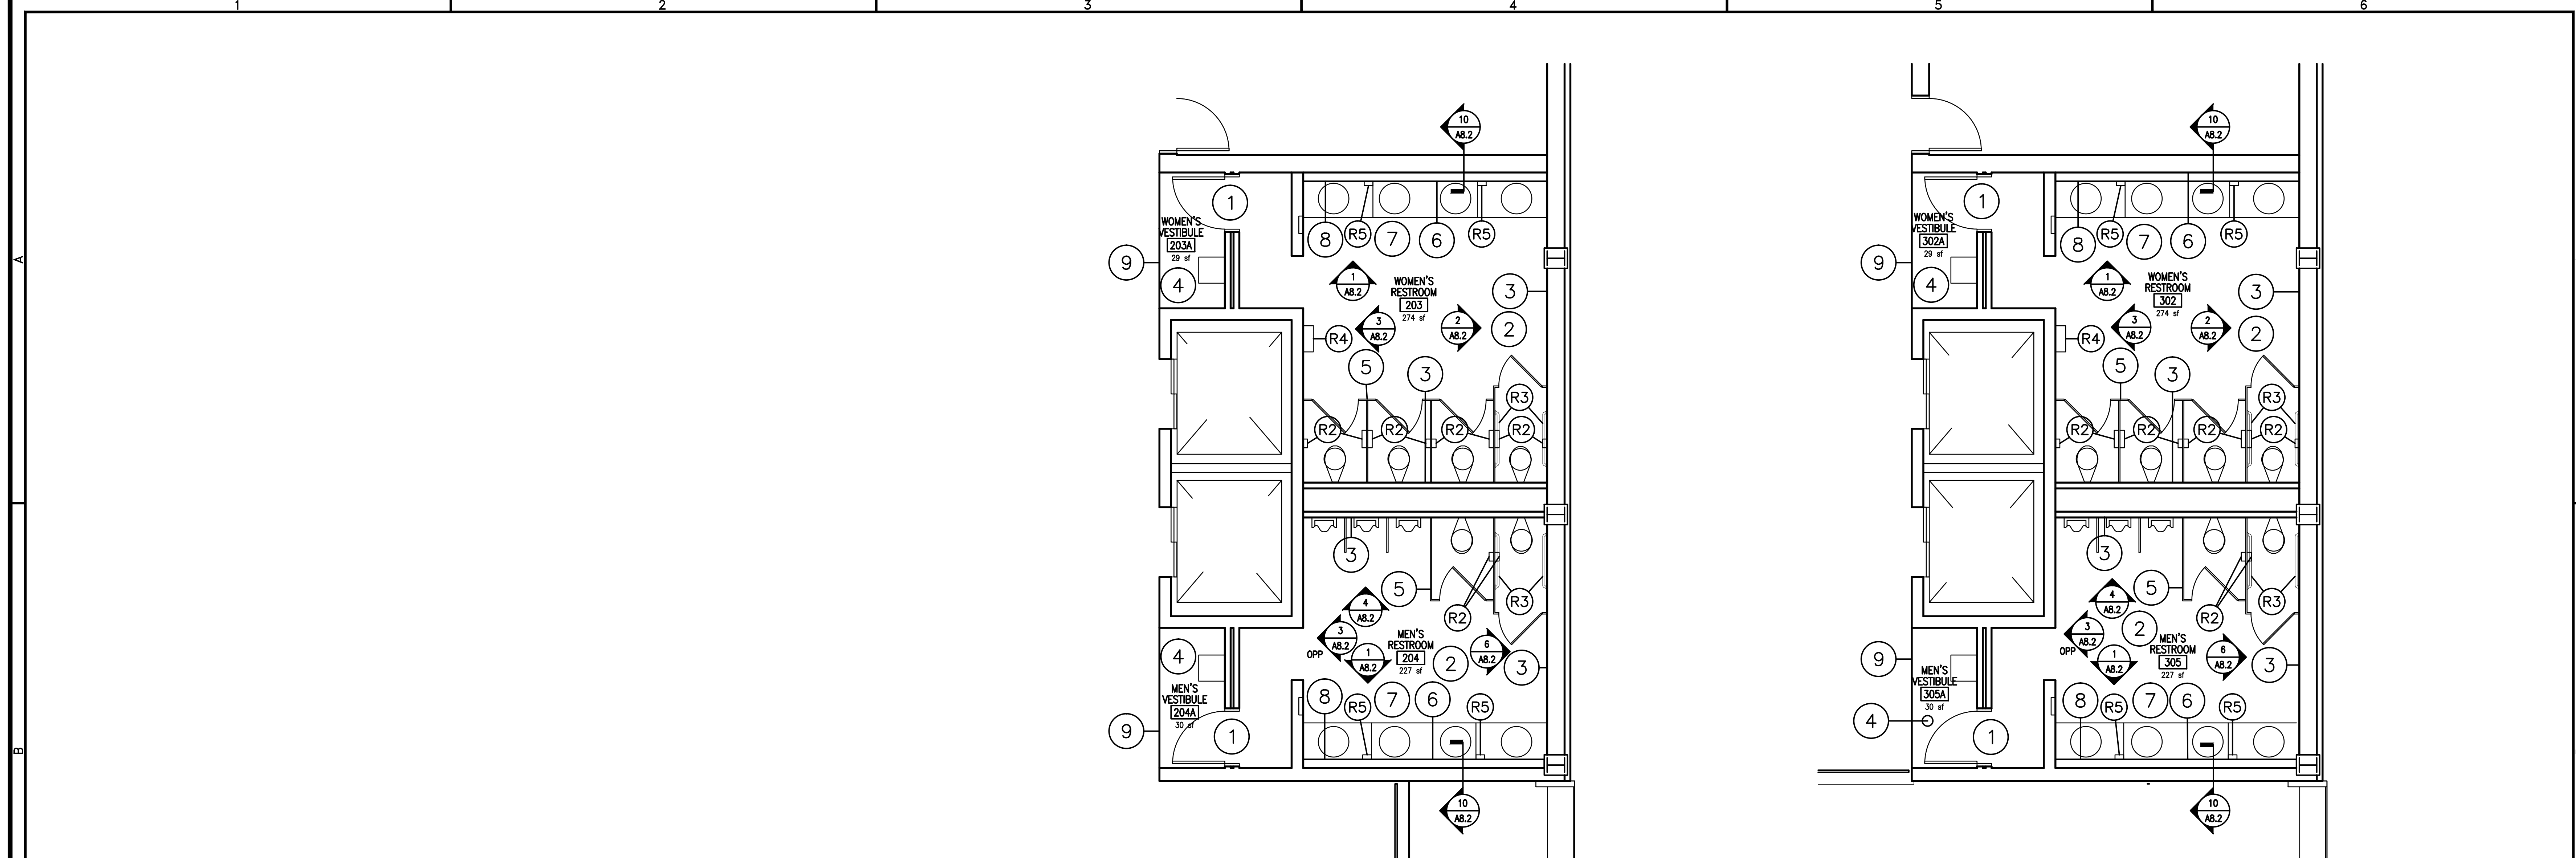 1
2
3
4
5
6
A
B
10
A8.2
1
WOMEN'S
VESTIBULE
203A
29 sf
9
4
8
R5
7
6
R5
1
A8.2
WOMEN'S
RESTROOM
203
274 sf
3
3
A8.2
2
A8.2
2
R4
5
3
R3
R2
R2
R2
R2
3
5
R2
R3
4
A8.2
3
A8.2
OPP
1
A8.2
MEN'S
RESTROOM
204
227 sf
2
6
A8.2
3
4
MEN'S
VESTIBULE
204A
30 sf
9
1
8
R5
7
6
R5
10
A8.2
10
A8.2
1
WOMEN'S
VESTIBULE
302A
29 sf
9
4
8
R5
7
6
R5
1
A8.2
WOMEN'S
RESTROOM
302
274 sf
3
3
A8.2
2
A8.2
2
R4
5
3
R3
R2
R2
R2
R2
3
5
R2
R3
4
A8.2
2
3
A8.2
OPP
1
A8.2
MEN'S
RESTROOM
305
227 sf
6
A8.2
3
9
MEN'S
VESTIBULE
305A
30 sf
4
1
8
R5
7
6
R5
10
A8.2